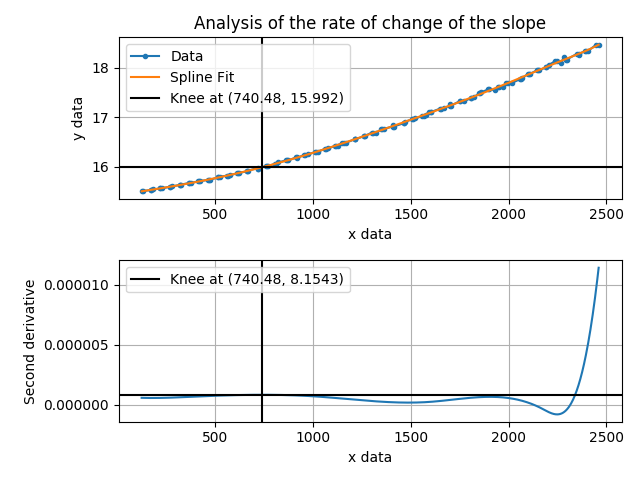 Analysis of the rate of change of the slope
Data
Spline Fit
Knee at (740.48, 15.992)
18
17
16
y data
500 1000 1500 2000 2500
x data
Knee at (740.48, 8.1543)
0.000010
0.000005
0.000000
Second derivative
500 1000 1500 2000 2500
x data